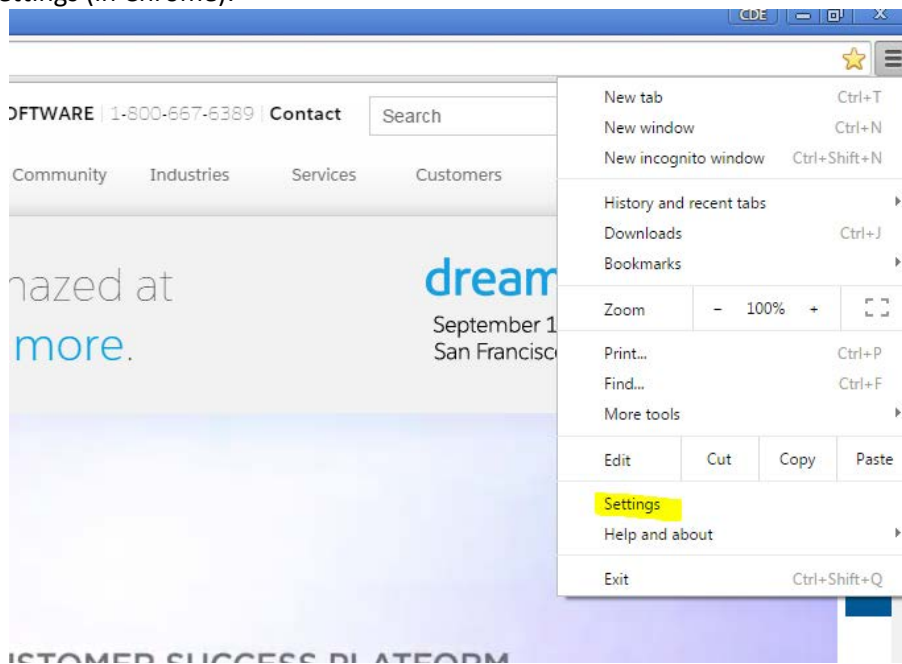 ettings (in Chrome).
CDE
OFTWARE | 1-800-667-6389 | Contact
Search
Community Industries Services Customers
nazed at
more.
dream
September 1
San Francisco
New tab Ctrl+T
New window Ctrl+N
New incognito window Ctrl+Shift+N
History and recent tabs
Downloads Ctrl+J
Bookmarks
Zoom - 100% +
Print... Ctrl+P
Find... Ctrl+F
More tools
Edit Cut Copy Paste
Settings
Help and about
Exit Ctrl+Shift+Q
STOMER SUCCESS PLATFORM